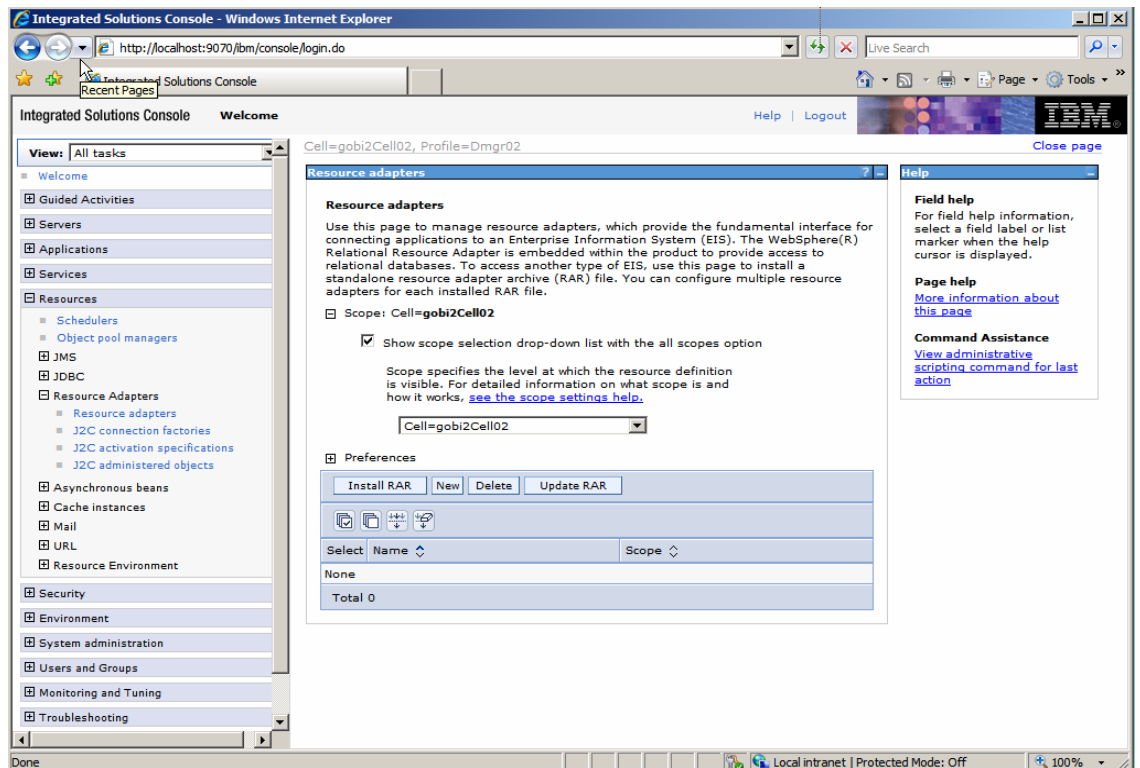 Integrated Solutions Console - Windows Internet Explorer
http://localhost:9070/ibm/console/login.do
Live Search
Integrated Solutions Console
Page
Tools
Recent Pages
Integrated Solutions Console Welcome
Help | Logout
IBM
View: All tasks
Cell=gobi2Cell02, Profile=Dmgr02
Close page
Welcome
Guided Activities
Servers
Applications
Services
Resources
Schedulers
Object pool managers
JMS
JDBC
Resource Adapters
Resource adapters
J2C connection factories
J2C activation specifications
J2C administered objects
Asynchronous beans
Cache instances
Mail
URL
Resource Environment
Security
Environment
System administration
Users and Groups
Monitoring and Tuning
Troubleshooting
Resource adapters
Resource adapters
Use this page to manage resource adapters, which provide the fundamental interface for
connecting applications to an Enterprise Information System (EIS). The WebSphere(R)
Relational Resource Adapter is embedded within the product to provide access to
relational databases. To access another type of EIS, use this page to install a
standalone resource adapter archive (RAR) file. You can configure multiple resource
adapters for each installed RAR file.
Scope: Cell=gobi2Cell02
Show scope selection drop-down list with the all scopes option
Scope specifies the level at which the resource definition
is visible. For detailed information on what scope is and
how it works, see the scope settings help.
Cell=gobi2Cell02
Preferences
Install RAR New Delete Update RAR
Select Name Scope
None
Total 0
Help
Field help
For field help information,
select a field label or list
marker when the help
cursor is displayed.
Page help
More information about
this page
Command Assistance
View administrative
scripting command for last
action
Done
Local intranet | Protected Mode: Off
100%